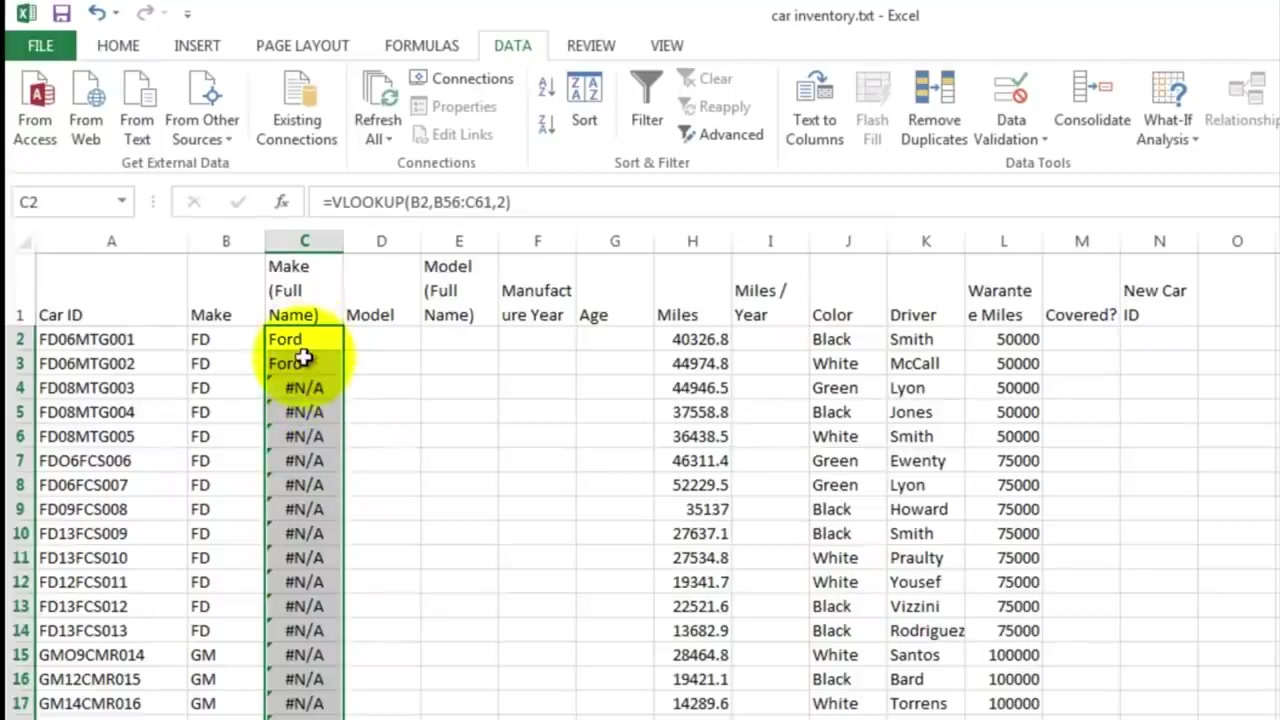 car inventory.txt - Excel
FILE HOME INSERT PAGE LAYOUT FORMULAS DATA REVIEW VIEW
From Access
From Web
From Text
From Other Sources
Existing Connections
Get External Data
Refresh All
Connections
Properties
Edit Links
Connections
Sort
Filter
Clear
Reapply
Advanced
Sort & Filter
Text to Columns
Flash Fill
Remove Duplicates
Data Validation
Consolidate
What-If Analysis
Relationship
Data Tools
C2 fx =VLOOKUP(B2,B56:C61,2)
A B C D E F G H I J K L M N O
1 Car ID Make Make (Full Name) Model Model (Full Name) Manufact ure Year Age Miles Miles / Year Color Driver Warante e Miles Covered? New Car ID
2 FD06MTG001 FD Ford 40326.8 Black Smith 50000
3 FD06MTG002 FD Ford 44974.8 White McCall 50000
4 FD08MTG003 FD #N/A 44946.5 Green Lyon 50000
5 FD08MTG004 FD #N/A 37558.8 Black Jones 50000
6 FD08MTG005 FD #N/A 36438.5 White Smith 50000
7 FDO6FCS006 FD #N/A 46311.4 Green Ewenty 75000
8 FD06FCS007 FD #N/A 52229.5 Green Lyon 75000
9 FD09FCS008 FD #N/A 35137 Black Howard 75000
10 FD13FCS009 FD #N/A 27637.1 Black Smith 75000
11 FD13FCS010 FD #N/A 27534.8 White Praulty 75000
12 FD12FCS011 FD #N/A 19341.7 White Yousef 75000
13 FD13FCS012 FD #N/A 22521.6 Black Vizzini 75000
14 FD13FCS013 FD #N/A 13682.9 Black Rodriguez 75000
15 GMO9CMR014 GM #N/A 28464.8 White Santos 100000
16 GM12CMR015 GM #N/A 19421.1 Black Bard 100000
17 GM14CMR016 GM #N/A 14289.6 White Torrens 100000